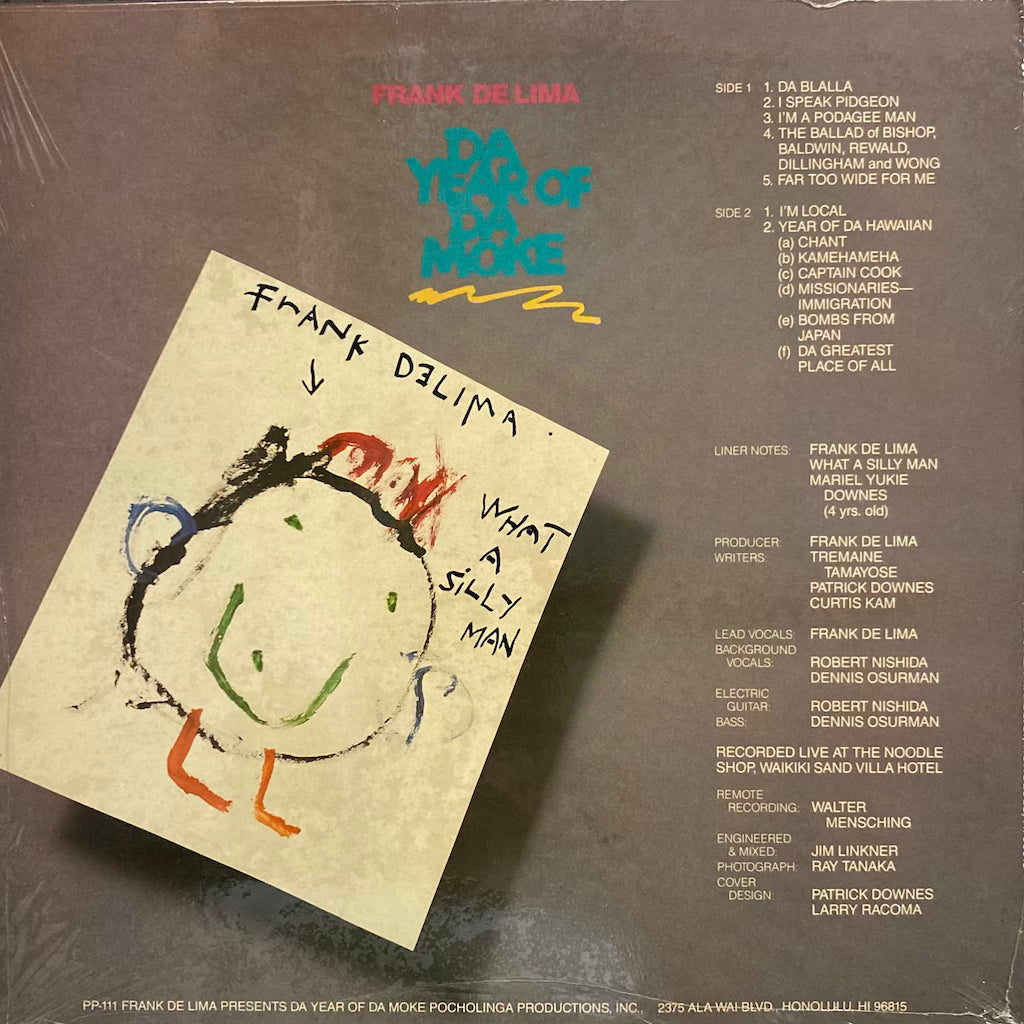 FRANK DE LIMA
DA
YEAR OF
DA
MOKE
FRANK DELIMA.
WHAT
A
SiLLY
MAN
SIDE 1 1. DA BLALLA
2. I SPEAK PIDGEON
3. I'M A PODAGEE MAN
4. THE BALLAD of BISHOP,
BALDWIN, REWALD,
DILLINGHAM and WONG
5. FAR TOO WIDE FOR ME
SIDE 2 1. I'M LOCAL
2. YEAR OF DA HAWAIIAN
(a) CHANT
(b) KAMEHAMEHA
(c) CAPTAIN COOK
(d) MISSIONARIES—
IMMIGRATION
(e) BOMBS FROM
JAPAN
(f) DA GREATEST
PLACE OF ALL
LINER NOTES: FRANK DE LIMA
WHAT A SILLY MAN
MARIEL YUKIE
DOWNES
(4 yrs. old)
PRODUCER: FRANK DE LIMA
WRITERS: TREMAINE
TAMAYOSE
PATRICK DOWNES
CURTIS KAM
LEAD VOCALS: FRANK DE LIMA
BACKGROUND
VOCALS: ROBERT NISHIDA
DENNIS OSURMAN
ELECTRIC
GUITAR: ROBERT NISHIDA
BASS: DENNIS OSURMAN
RECORDED LIVE AT THE NOODLE
SHOP, WAIKIKI SAND VILLA HOTEL
REMOTE
RECORDING: WALTER
MENSCHING
ENGINEERED
& MIXED: JIM LINKNER
PHOTOGRAPH: RAY TANAKA
COVER
DESIGN: PATRICK DOWNES
LARRY RACOMA
PP-111 FRANK DE LIMA PRESENTS DA YEAR OF DA MOKE POCHOLINGA PRODUCTIONS, INC., 2375 ALA WAI BLVD., HONOLULU, HI 96815